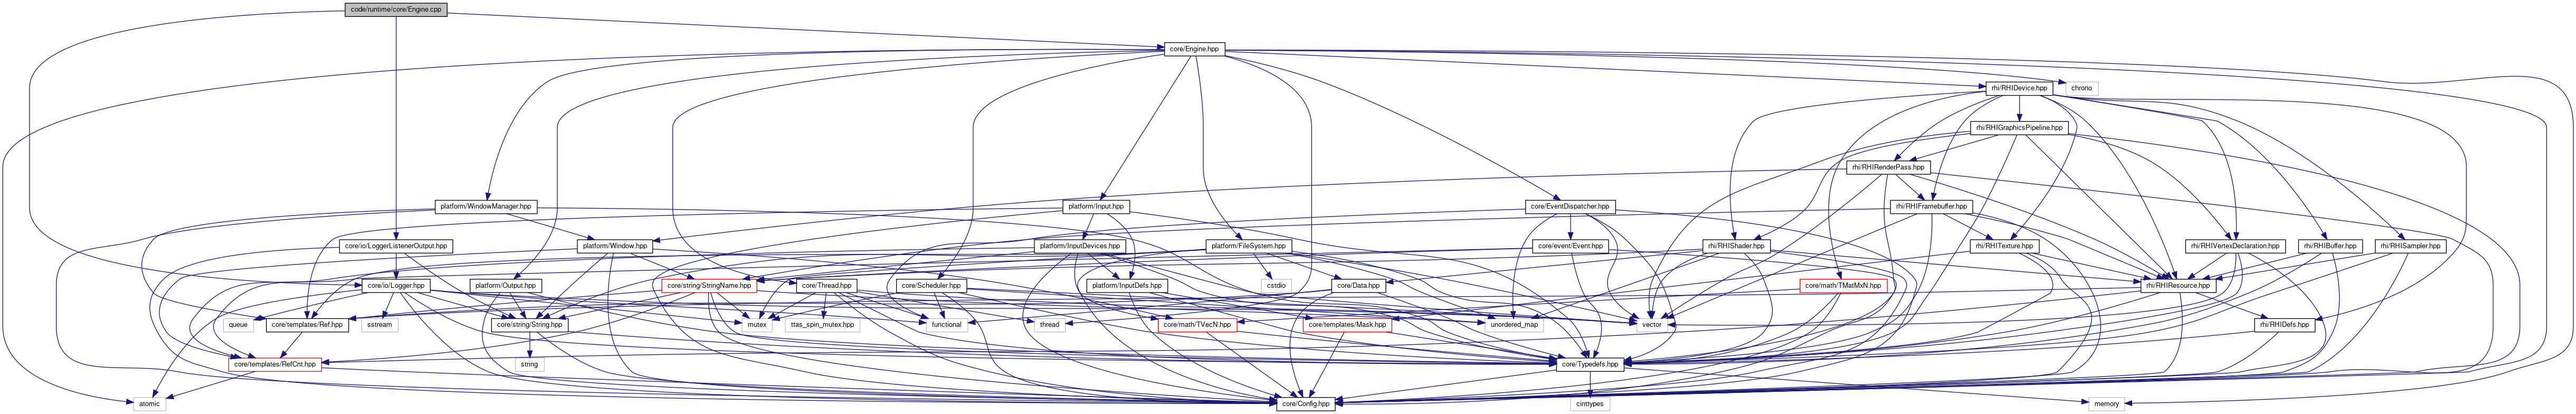 code/runtime/core/Engine.cpp
core/Engine.hpp
rhi/RHIDevice.hpp
chrono
rhi/RHIGraphicsPipeline.hpp
rhi/RHIRenderPass.hpp
platform/WindowManager.hpp
platform/Input.hpp
core/EventDispatcher.hpp
rhi/RHIFramebuffer.hpp
core/io/LoggerListenerOutput.hpp
platform/Window.hpp
platform/InputDevices.hpp
platform/FileSystem.hpp
core/event/Event.hpp
rhi/RHIShader.hpp
rhi/RHITexture.hpp
rhi/RHIVertexDeclaration.hpp
rhi/RHIBuffer.hpp
rhi/RHISampler.hpp
core/io/Logger.hpp
platform/Output.hpp
core/string/StringName.hpp
core/Thread.hpp
core/Scheduler.hpp
platform/InputDefs.hpp
cstdio
core/Data.hpp
core/math/TMatMxN.hpp
rhi/RHIResource.hpp
queue
core/templates/Ref.hpp
sstream
core/string/String.hpp
mutex
ttas_spin_mutex.hpp
functional
thread
core/math/TVecN.hpp
core/templates/Mask.hpp
unordered_map
vector
rhi/RHIDefs.hpp
core/templates/RefCnt.hpp
string
core/Typedefs.hpp
atomic
core/Config.hpp
cinttypes
memory